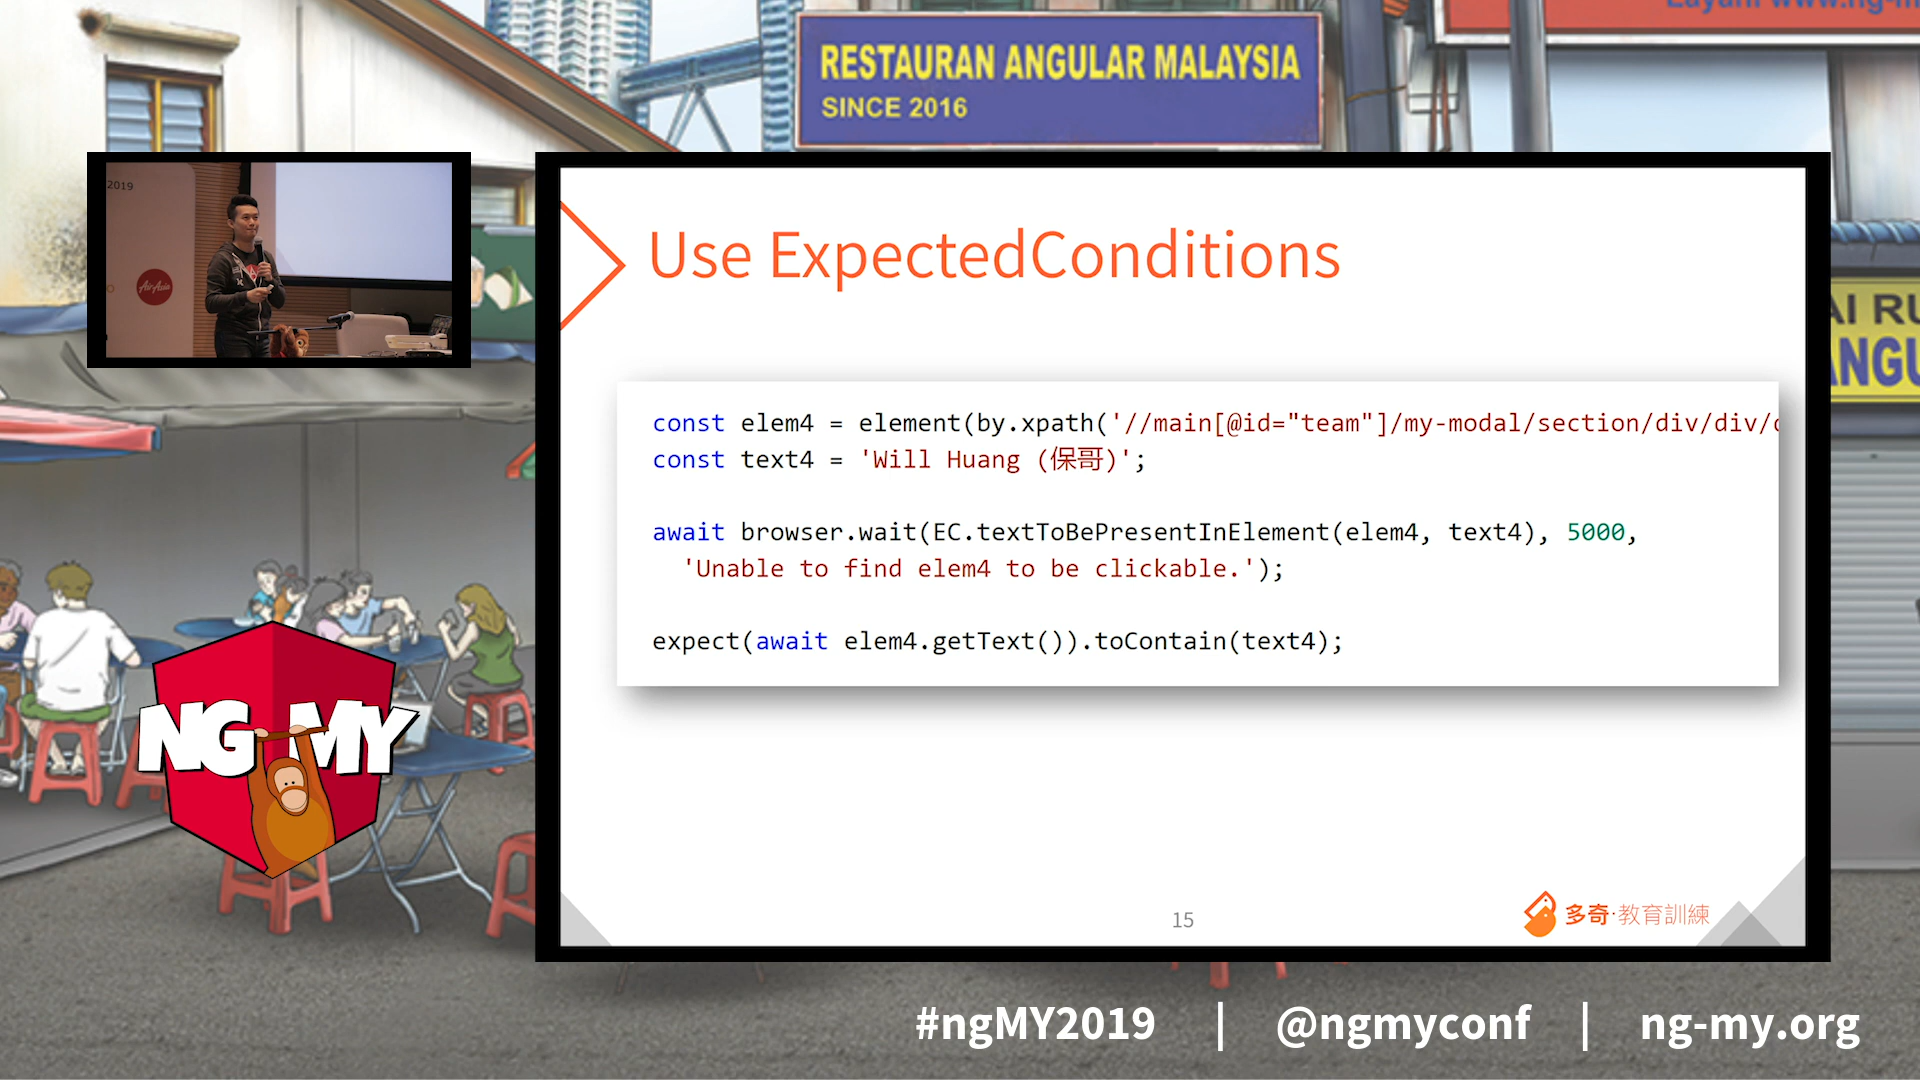 RESTAURAN ANGULAR MALAYSIA
SINCE 2016
2019
AirAsia
Use ExpectedConditions
const elem4 = element(by.xpath('//main[@id="team"]/my-modal/section/div/div/
const text4 = 'Will Huang (保哥)';
await browser.wait(EC.textToBePresentInElement(elem4, text4), 5000,
'Unable to find elem4 to be clickable.');
expect(await elem4.getText()).toContain(text4);
15
多奇·教育訓練
NG MY
#ngMY2019 | @ngmyconf | ng-my.org